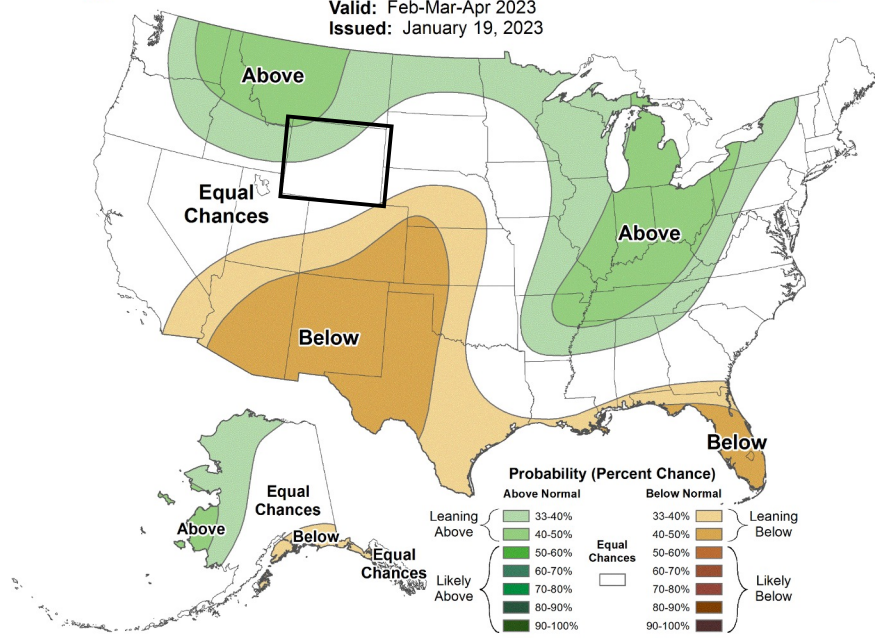 Valid: Feb-Mar-Apr 2023
Issued: January 19, 2023
Above
Equal
Chances
Above
Below
Below
Equal
Chances
Above
Below
Equal
Chances
Probability (Percent Chance)
Above Normal
Below Normal
Leaning
Above
33-40%
40-50%
Likely
Above
50-60%
60-70%
70-80%
80-90%
90-100%
Equal
Chances
33-40%
40-50%
Leaning
Below
50-60%
60-70%
70-80%
80-90%
90-100%
Likely
Below